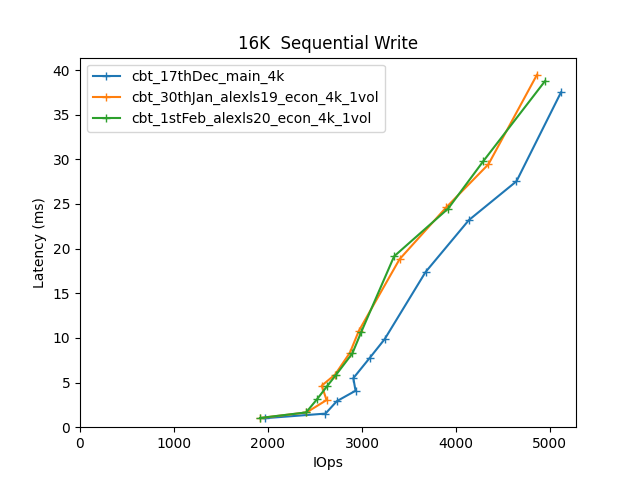 16K  Sequential Write
cbt_17thDec_main_4k
cbt_30thJan_alexls19_econ_4k_1vol
cbt_1stFeb_alexls20_econ_4k_1vol
Latency (ms)
40
35
30
25
20
15
10
5
0
0 1000 2000 3000 4000 5000
IOps